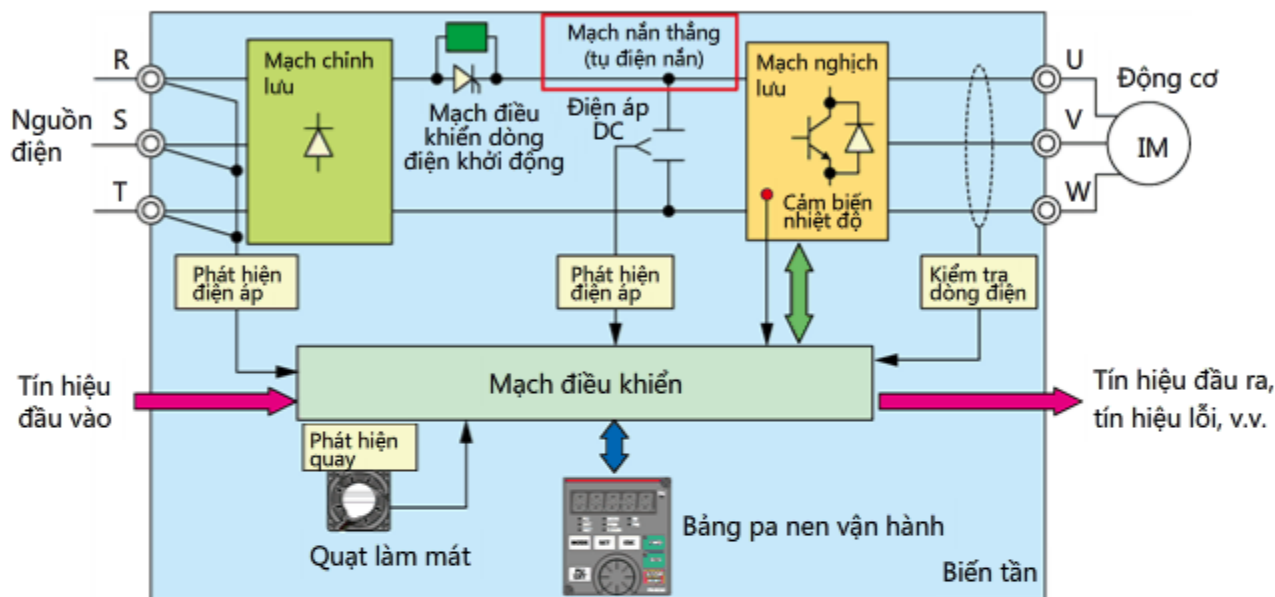 Mạch nắn thẳng
(tụ điện nắn)
R
Mạch chỉnh
lưu
Mạch nghịch
lưu
U
Động cơ
Nguồn
điện
S
Mạch điều
khiển dòng
điện khởi động
Điện áp
DC
V
IM
T
Cảm biến
nhiệt độ
W
Phát hiện
điện áp
Phát hiện
điện áp
Kiểm tra
dòng điện
Tín hiệu
đầu vào
Mạch điều khiển
Tín hiệu đầu ra,
tín hiệu lỗi, v.v.
Phát hiện
quay
MODE SET ESC
Quạt làm mát
Bảng pa nen vận hành
Biến tần